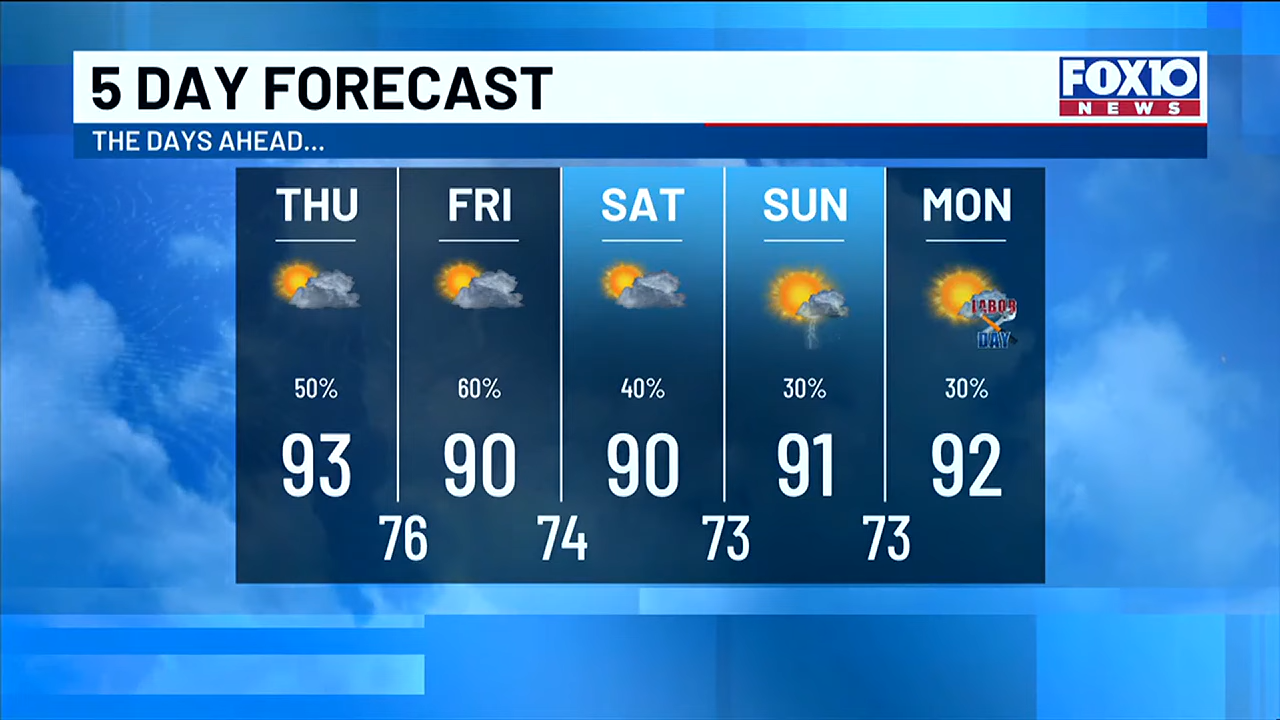 5 DAY FORECAST
FOX10
NEWS
THE DAYS AHEAD...
THU FRI SAT SUN MON
LABOR
DAY
50% 60% 40% 30% 30%
93 90 90 91 92
76 74 73 73